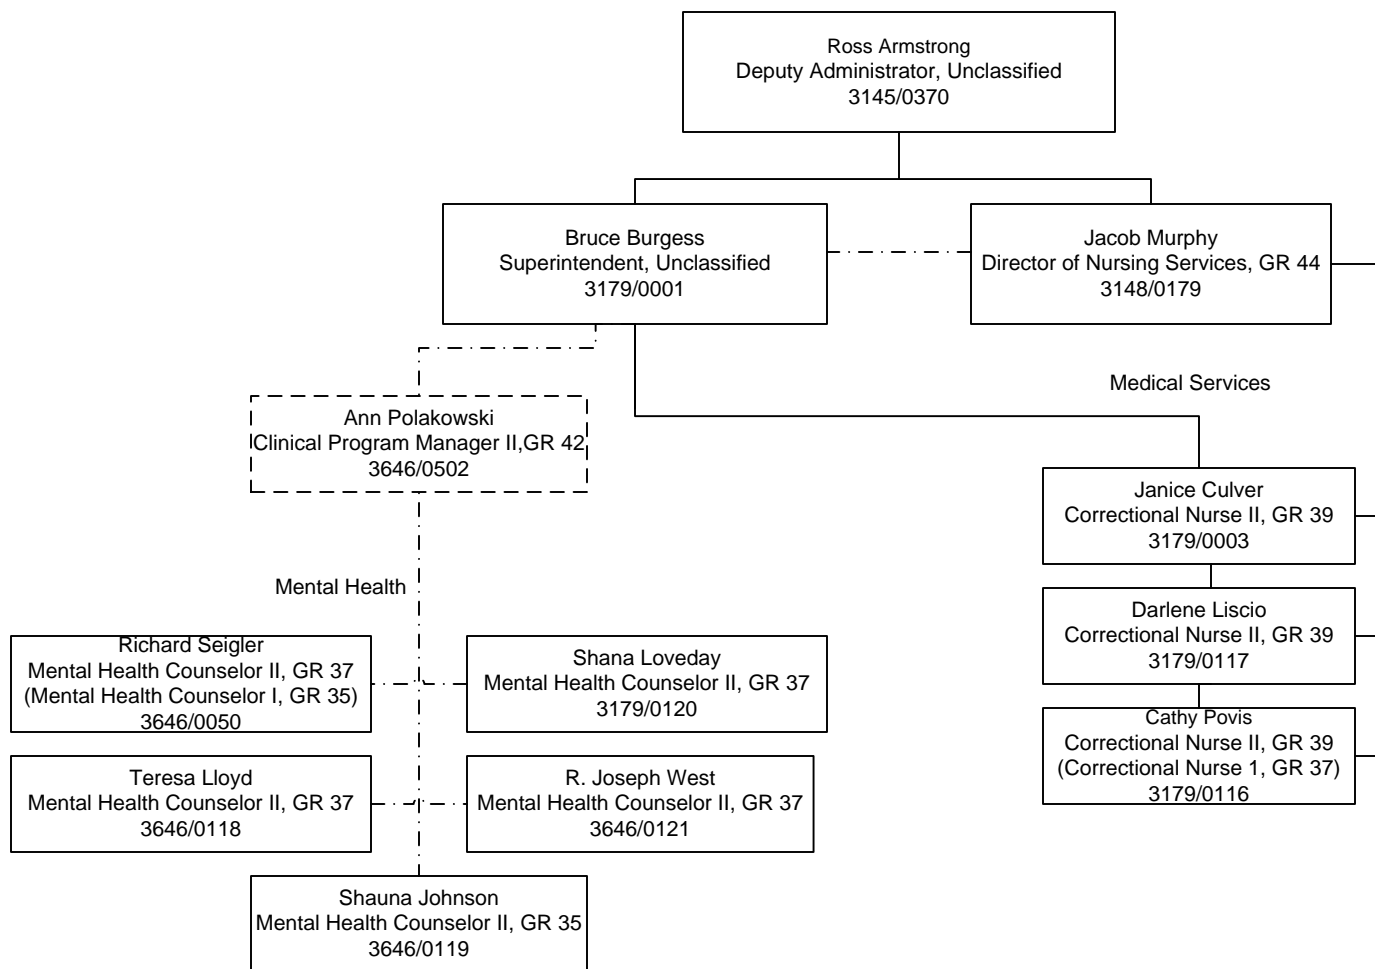 Ross Armstrong
Deputy Administrator, Unclassified
3145/0370
Bruce Burgess
Superintendent, Unclassified
3179/0001
Jacob Murphy
Director of Nursing Services, GR 44
3148/0179
Medical Services
Ann Polakowski
Clinical Program Manager II,GR 42
3646/0502
Janice Culver
Correctional Nurse II, GR 39
3179/0003
Mental Health
Darlene Liscio
Correctional Nurse II, GR 39
3179/0117
Richard Seigler
Mental Health Counselor II, GR 37
(Mental Health Counselor I, GR 35)
3646/0050
Shana Loveday
Mental Health Counselor II, GR 37
3179/0120
Cathy Povis
Correctional Nurse II, GR 39
(Correctional Nurse 1, GR 37)
3179/0116
Teresa Lloyd
Mental Health Counselor II, GR 37
3646/0118
R. Joseph West
Mental Health Counselor II, GR 37
3646/0121
Shauna Johnson
Mental Health Counselor II, GR 35
3646/0119